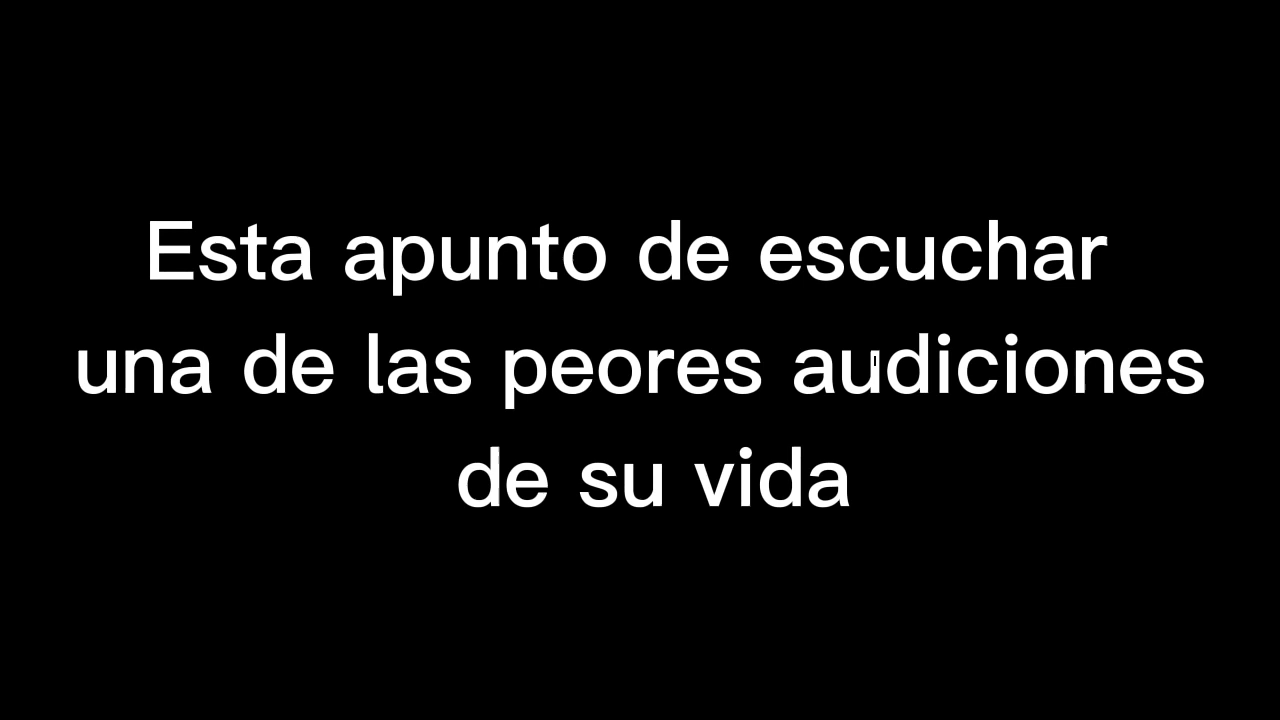 Esta apunto de escuchar
una de las peores audiciones
de su vida